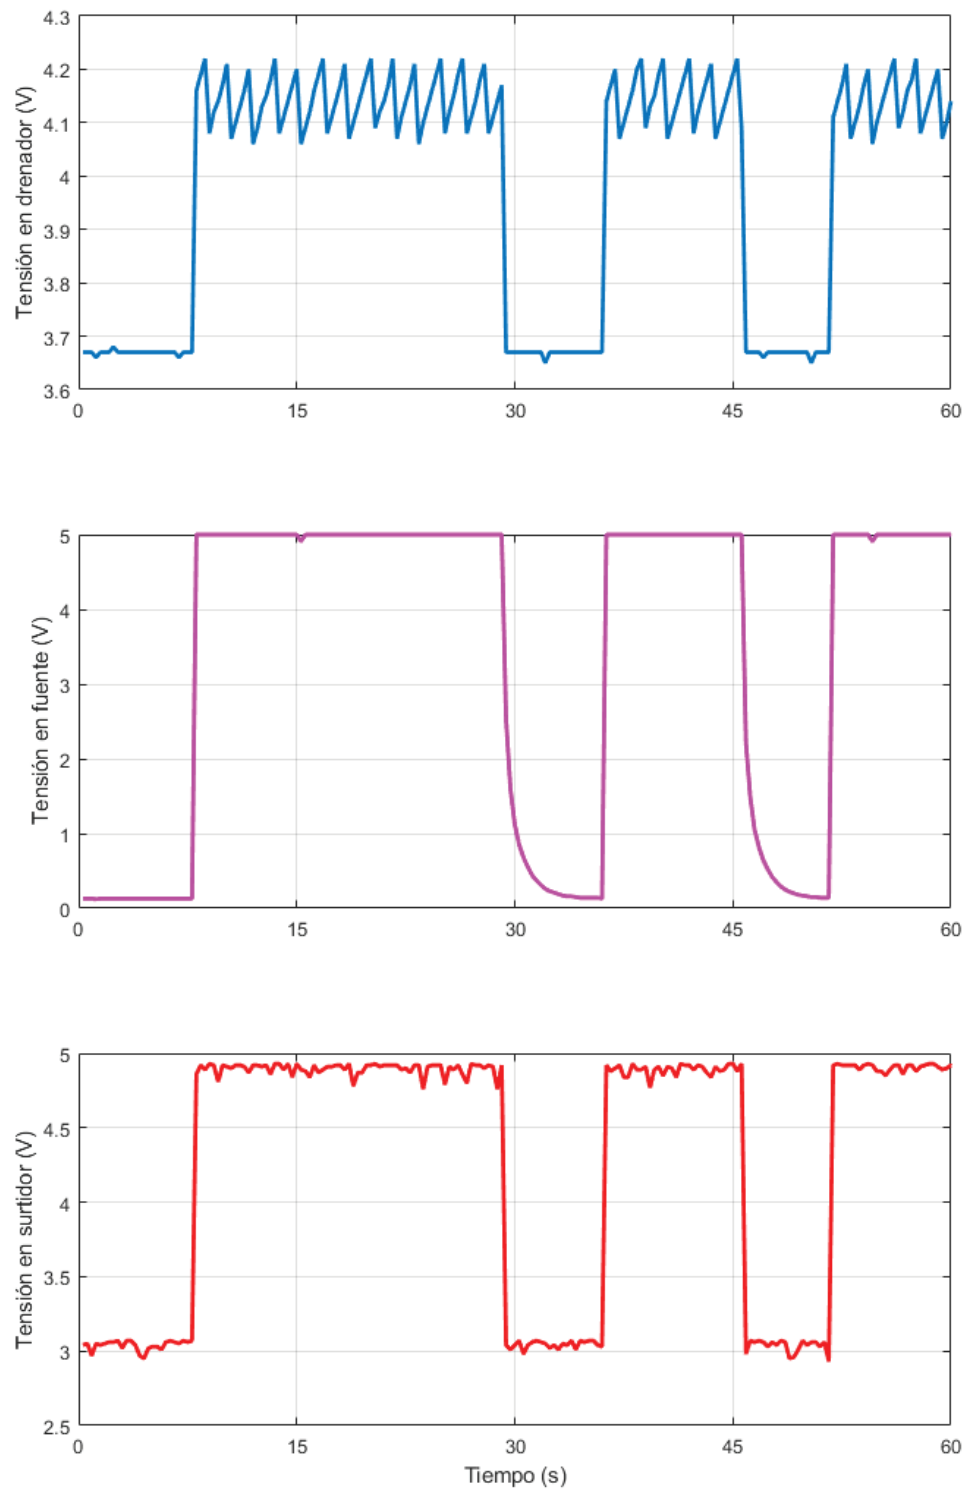 Tensión en drenador (V)
4.3
4.2
4.1
4
3.9
3.8
3.7
3.6
0 15 30 45 60
Tensión en fuente (V)
5
4
3
2
1
0
0 15 30 45 60
Tensión en surtidor (V)
5
4.5
4
3.5
3
2.5
0 15 30 45 60
Tiempo (s)